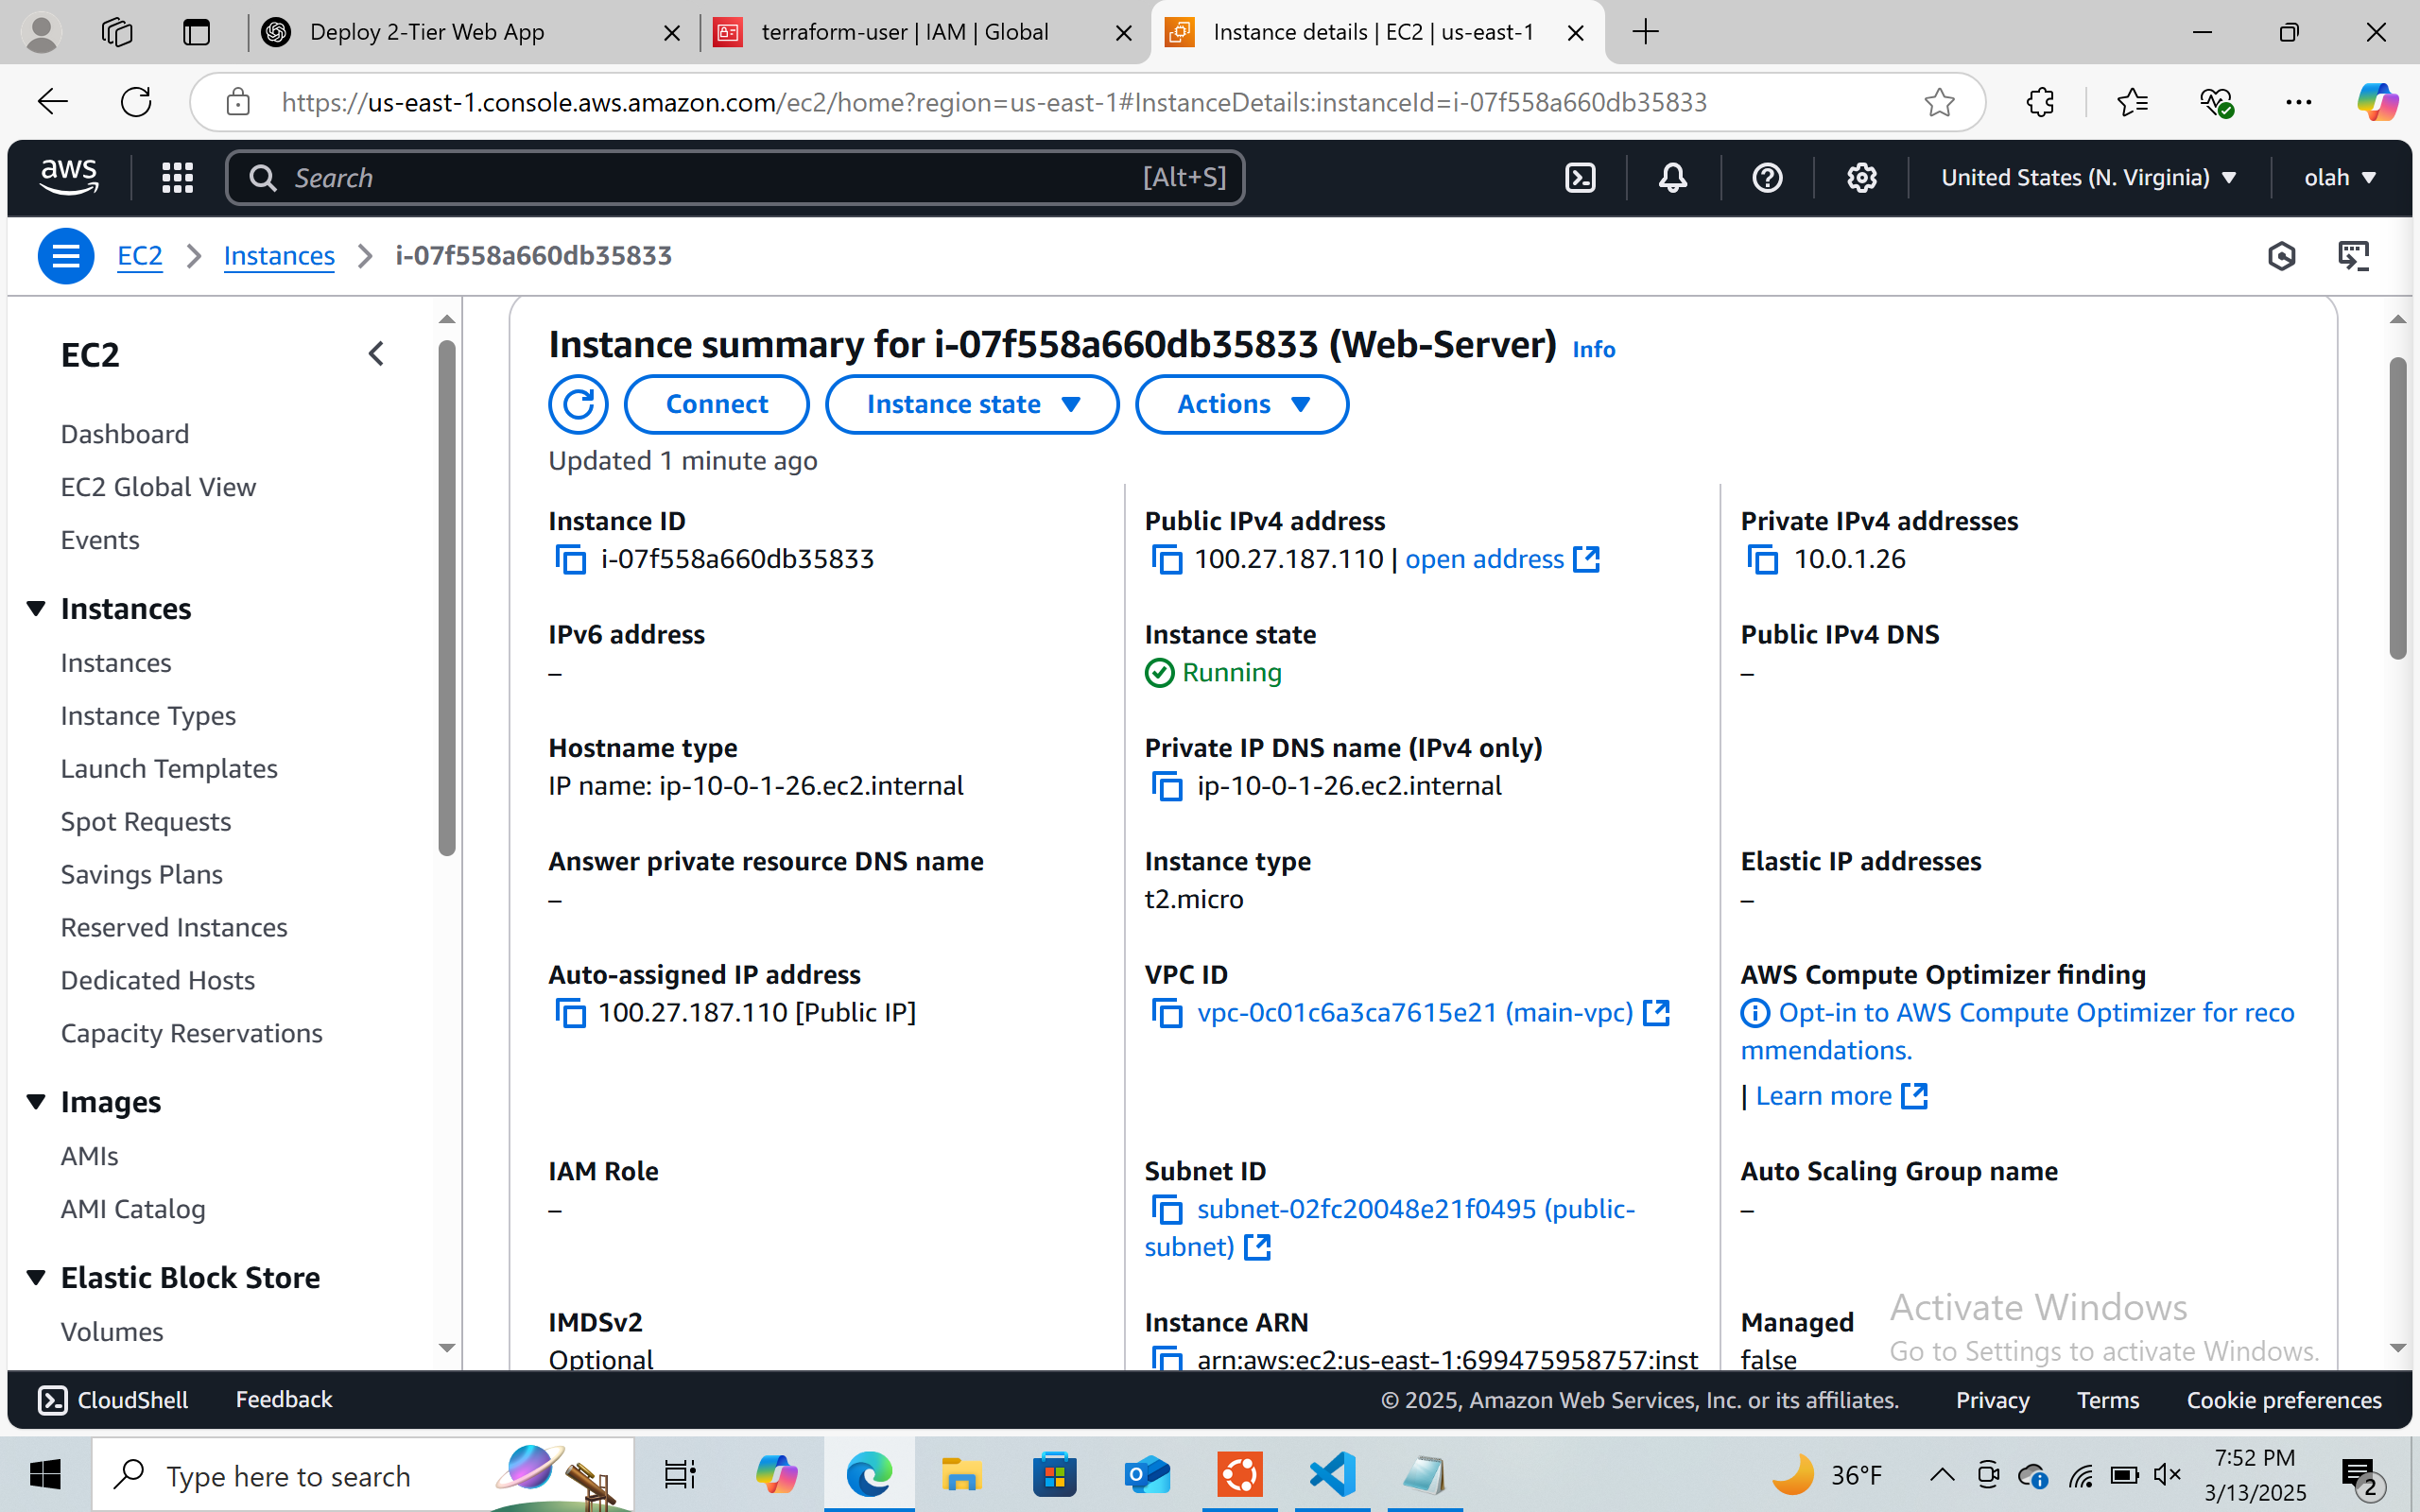 Deploy 2-Tier Web App
terraform-user | IAM | Global
Instance details | EC2 | us-east-1
https://us-east-1.console.aws.amazon.com/ec2/home?region=us-east-1#InstanceDetails:instanceId=i-07f558a660db35833
aws
Search
[Alt+S]
United States (N. Virginia)
olah
EC2
Instances
i-07f558a660db35833
EC2
Dashboard
EC2 Global View
Events
Instances
Instances
Instance Types
Launch Templates
Spot Requests
Savings Plans
Reserved Instances
Dedicated Hosts
Capacity Reservations
Images
AMIs
AMI Catalog
Elastic Block Store
Volumes
Instance summary for i-07f558a660db35833 (Web-Server) Info
Connect
Instance state
Actions
Updated 1 minute ago
Instance ID
i-07f558a660db35833
Public IPv4 address
100.27.187.110 | open address
Private IPv4 addresses
10.0.1.26
IPv6 address
–
Instance state
Running
Public IPv4 DNS
–
Hostname type
IP name: ip-10-0-1-26.ec2.internal
Private IP DNS name (IPv4 only)
ip-10-0-1-26.ec2.internal
Answer private resource DNS name
–
Instance type
t2.micro
Elastic IP addresses
–
Auto-assigned IP address
100.27.187.110 [Public IP]
VPC ID
vpc-0c01c6a3ca7615e21 (main-vpc)
AWS Compute Optimizer finding
Opt-in to AWS Compute Optimizer for reco
mmendations.
| Learn more
IAM Role
–
Subnet ID
subnet-02fc20048e21f0495 (public-
subnet)
Auto Scaling Group name
–
IMDSv2
Optional
Instance ARN
arn:aws:ec2:us-east-1:699475958757:inst
Managed
false
Activate Windows
Go to Settings to activate Windows.
CloudShell
Feedback
© 2025, Amazon Web Services, Inc. or its affiliates.
Privacy
Terms
Cookie preferences
Type here to search
36°F
7:52 PM
3/13/2025
2